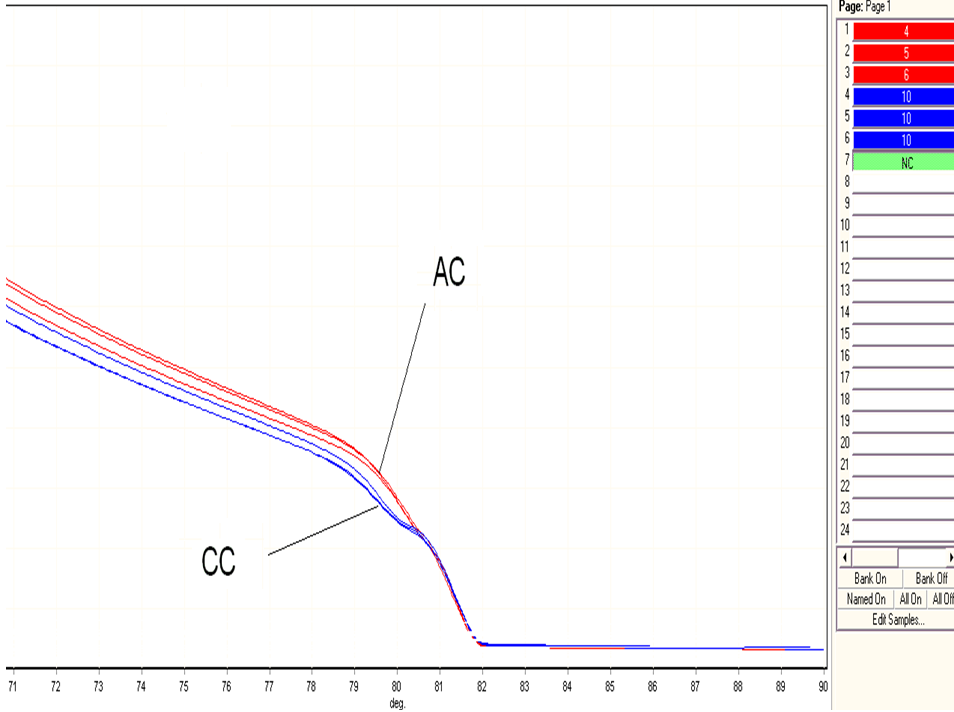 AC
CC
71 72 73 74 75 76 77 78 79 80 81 82 84 85 86 87 88 89 90
deg.
Page: Page 1
1 4
2 5
3 6
4 10
5 10
6 10
7 NC
8
9
10
11
12
13
14
15
16
17
18
19
20
21
22
23
24
Bank On Bank Off
Named On All On All Off
Edit Samples...